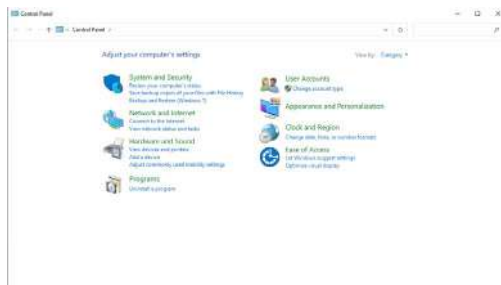 Control Panel
Control Panel
Adjust your computer's settings
View by: Category
System and Security
Review your computer's status
Save backup copies of your files with File History
Backup and Restore (Windows 7)
Network and Internet
Connect to the Internet
View network status and tasks
Hardware and Sound
View devices and printers
Add a device
Adjust commonly used mobility settings
Programs
Uninstall a program
User Accounts
Change account type
Appearance and Personalization
Clock and Region
Change date, time, or number formats
Ease of Access
Let Windows suggest settings
Optimize visual display